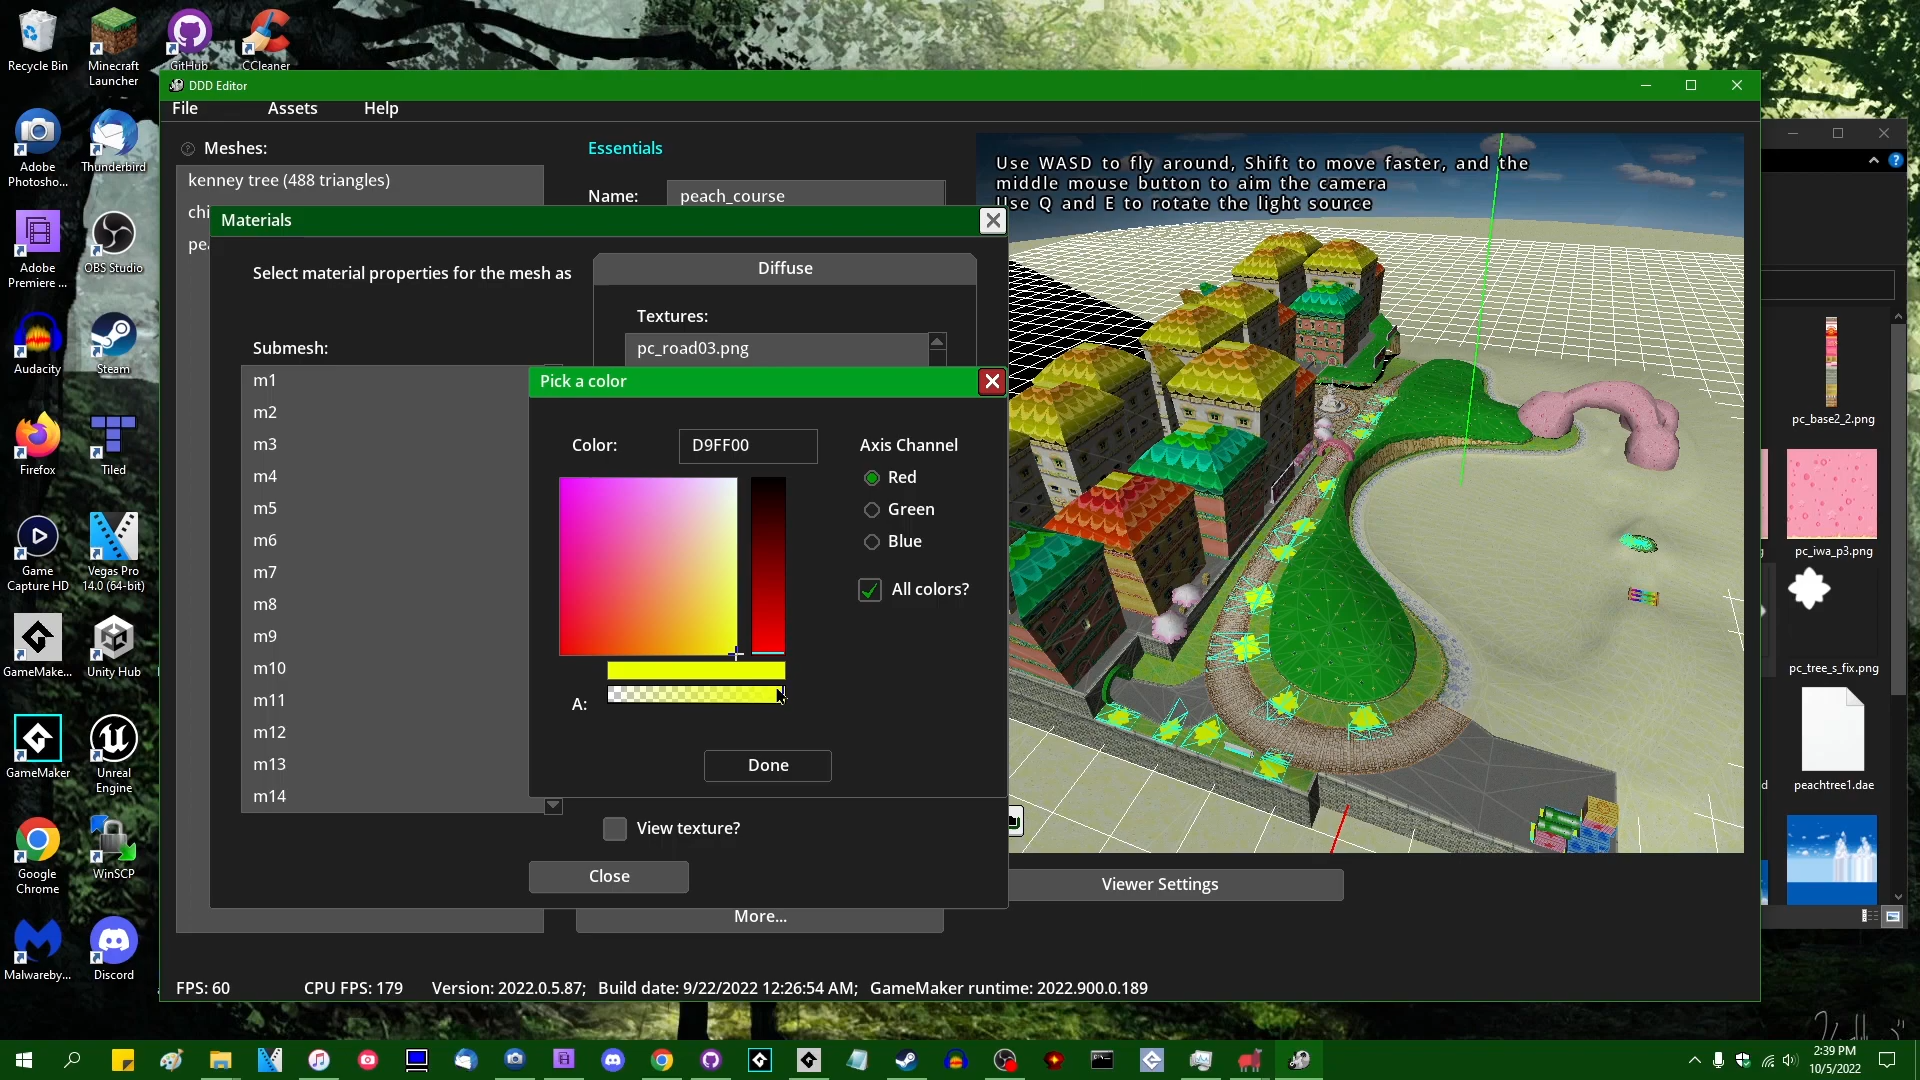 Recycle Bin
Minecraft
Launcher
GitHub
CCleaner
Adobe
Photosho...
Thunderbird
Adobe
Premiere ...
OBS Studio
Audacity
Steam
Firefox
Tiled
Game
Capture HD
Vegas Pro
14.0 (64-bit)
GameMake...
Unity Hub
GameMaker
Unreal
Engine
Google
Chrome
WinSCP
Malwareby...
Discord
DDD Editor
File Assets Help
Meshes:
kenney tree (488 triangles)
chi
pea
Essentials
Name: peach_course
Use WASD to fly around, Shift to move faster, and the
middle mouse button to aim the camera
Use Q and E to rotate the light source
Materials
Select material properties for the mesh as
Submesh:
m1
m2
m3
m4
m5
m6
m7
m8
m9
m10
m11
m12
m13
m14
Diffuse
Textures:
pc_road03.png
Pick a color
Color: D9FF00
Axis Channel
Red
Green
Blue
All colors?
A:
Done
View texture?
Close
More...
Viewer Settings
FPS: 60 CPU FPS: 179 Version: 2022.0.5.87; Build date: 9/22/2022 12:26:54 AM; GameMaker runtime: 2022.900.0.189
pc_base2_2.png
pc_iwa_p3.png
pc_tree_s_fix.png
peachtree1.dae
2:39 PM
10/5/2022